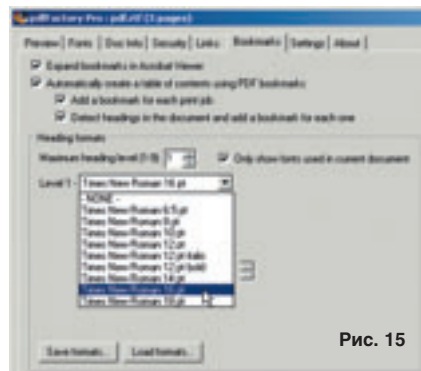 pdfFactory Pro : pdf.rtf (3 pages)
Preview Fonts Doc Info Security Links Bookmarks Settings About
Expand bookmarks in Acrobat Viewer
Automatically create a table of contents using PDF bookmarks
Add a bookmark for each print job
Detect headings in the document and add a bookmark for each one
Heading formats
Maximum heading level (1-9): 1 Only show fonts used in current document
Level 1 - Times New Roman 16 pt
- NONE -
Times New Roman 6.5 pt
Times New Roman 8 pt
Times New Roman 10 pt
Times New Roman 12 pt
Times New Roman 12 pt italic
Times New Roman 12 pt bold
Times New Roman 14 pt
Times New Roman 16 pt
Times New Roman 18 pt
Save formats... Load formats...
Рис. 15